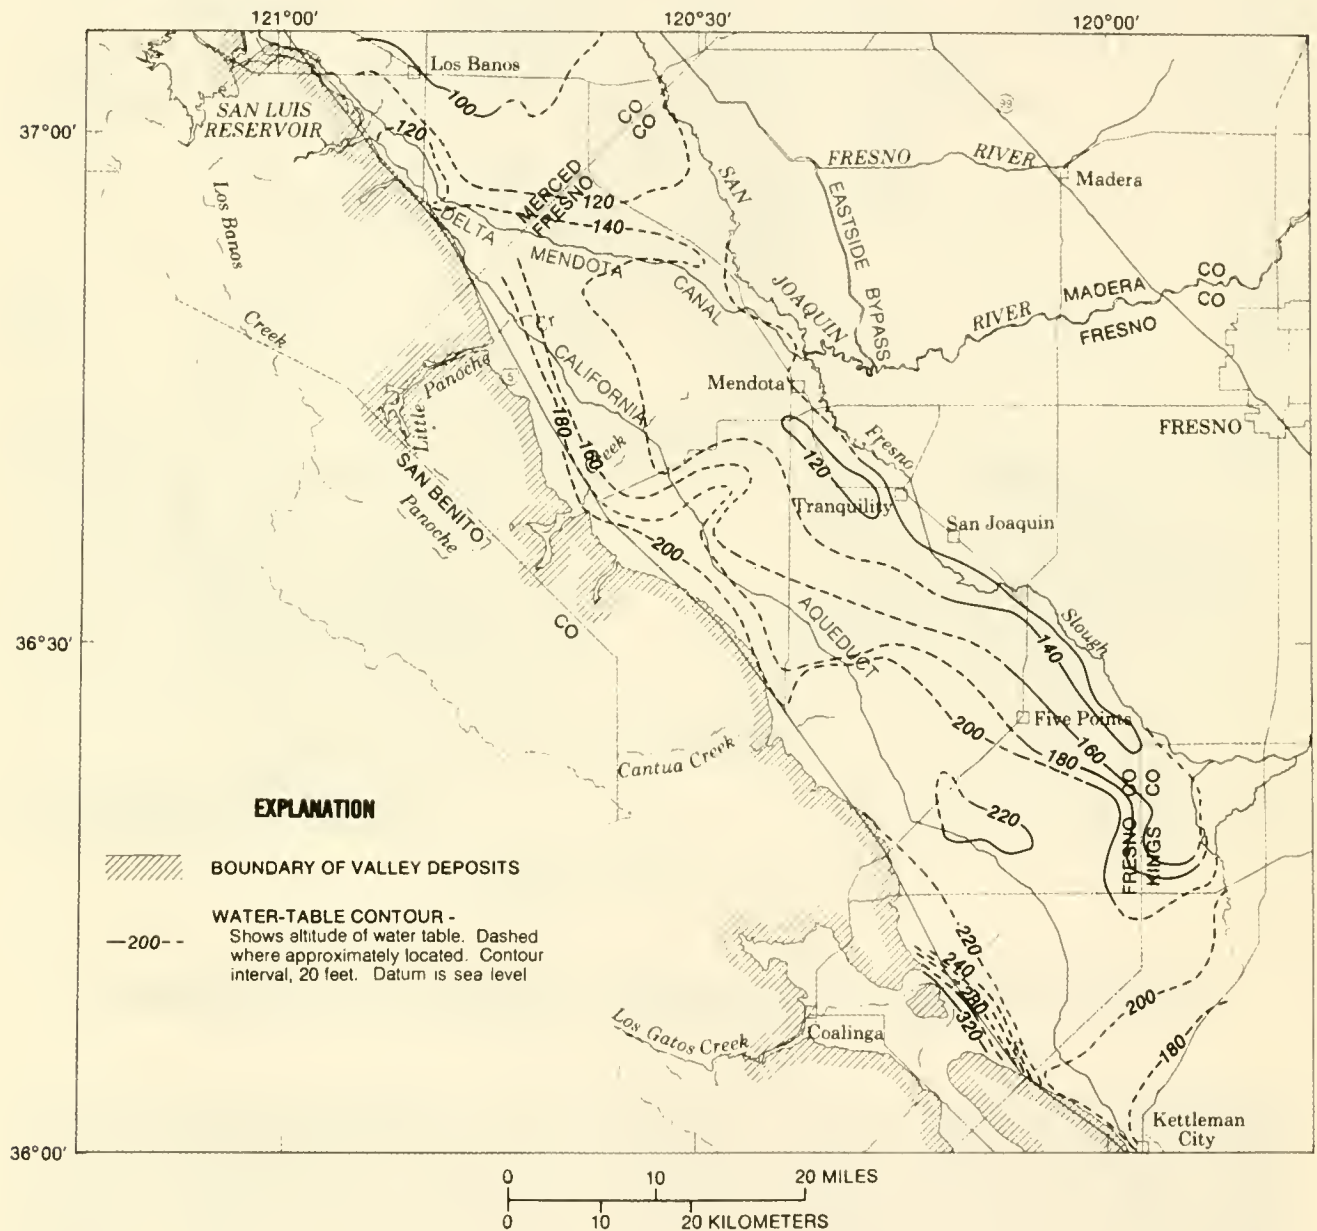 121°00'
120°30'
120°00'
37°00'
36°30'
36°00'
Los Banos
SAN LUIS
RESERVOIR
100
120
MERCED CO
FRESNO CO
120
140
SAN
JOAQUIN
RIVER
FRESNO RIVER
99
Madera
EASTSIDE BYPASS
MADERA CO
FRESNO CO
Los Banos
Creek
DELTA
MENDOTA
CANAL
Cr
Little Panoche
5
CALIFORNIA
Mendota
Fresno
FRESNO
180
160
Creek
120
Tranquility
San Joaquin
SAN BENITO
CO
Panoche
200
AQUEDUCT
Slough
140
Five Points
200
180
160
Cantua Creek
220
FRESNO CO
KINGS CO
EXPLANATION
BOUNDARY OF VALLEY DEPOSITS
WATER-TABLE CONTOUR -
—200-- Shows altitude of water table. Dashed
where approximately located. Contour
interval, 20 feet. Datum is sea level
220
240
280
320
200
180
Los Gatos Creek
Coalinga
Kettleman
City
0 10 20 MILES
0 10 20 KILOMETERS